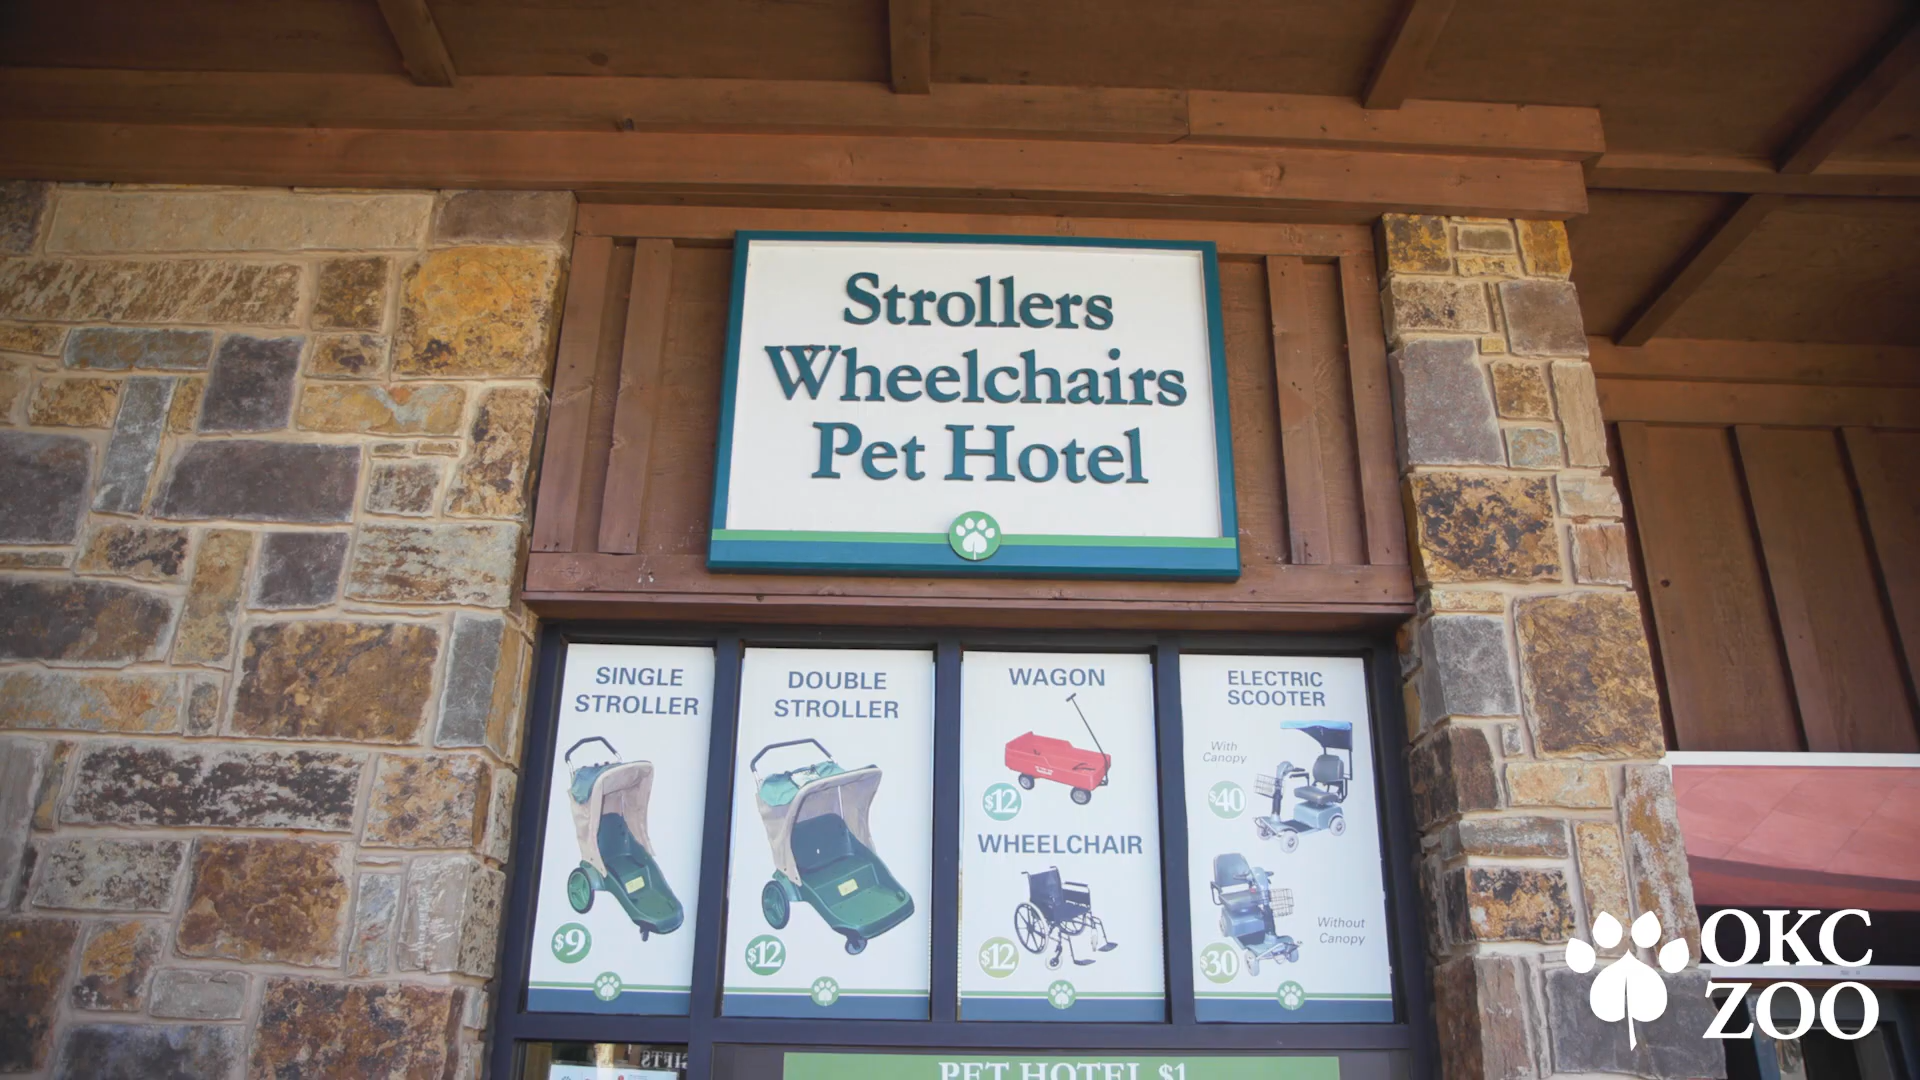 Strollers
Wheelchairs
Pet Hotel
SINGLE
STROLLER
$9
DOUBLE
STROLLER
$12
WAGON
$12
WHEELCHAIR
$12
ELECTRIC
SCOOTER
With
Canopy
$40
Without
Canopy
$30
PET HOTEL $1
OKC
ZOO